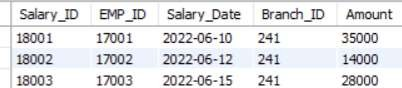 Salary_ID EMP_ID Salary_Date Branch_ID Amount
18001 17001 2022-06-10 241 35000
18002 17002 2022-06-12 241 14000
18003 17003 2022-06-15 241 28000